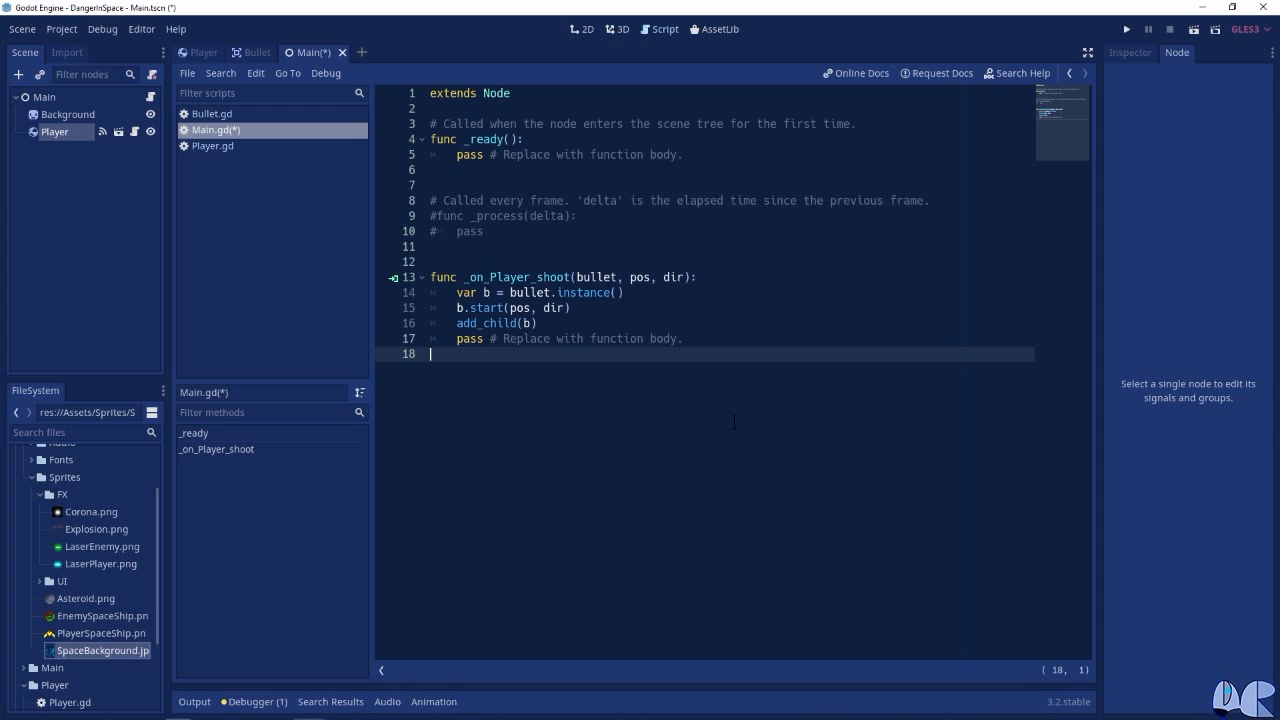 Godot Engine - DangerInSpace - Main.tscn (*)
Scene Project Debug Editor Help
2D 3D Script AssetLib
GLES3
Scene Import
Player Bullet Main(*)
Inspector Node
Filter nodes
File Search Edit Go To Debug
Online Docs Request Docs Search Help
Main
Background
Player
Filter scripts
Bullet.gd
Main.gd(*)
Player.gd
1 extends Node
2
3 # Called when the node enters the scene tree for the first time.
4 func _ready():
5 pass # Replace with function body.
6
7
8 # Called every frame. 'delta' is the elapsed time since the previous frame.
9 #func _process(delta):
10 # pass
11
12
13 func _on_Player_shoot(bullet, pos, dir):
14 var b = bullet.instance()
15 b.start(pos, dir)
16 add_child(b)
17 pass # Replace with function body.
18
Select a single node to edit its
signals and groups.
FileSystem
res://Assets/Sprites/S
Search files
Audio
Fonts
Sprites
FX
Corona.png
Explosion.png
LaserEnemy.png
LaserPlayer.png
UI
Asteroid.png
EnemySpaceShip.pn
PlayerSpaceShip.pn
SpaceBackground.jp
Main
Player
Player.gd
Main.gd(*)
Filter methods
_ready
_on_Player_shoot
( 18, 1)
Output Debugger (1) Search Results Audio Animation
3.2.stable